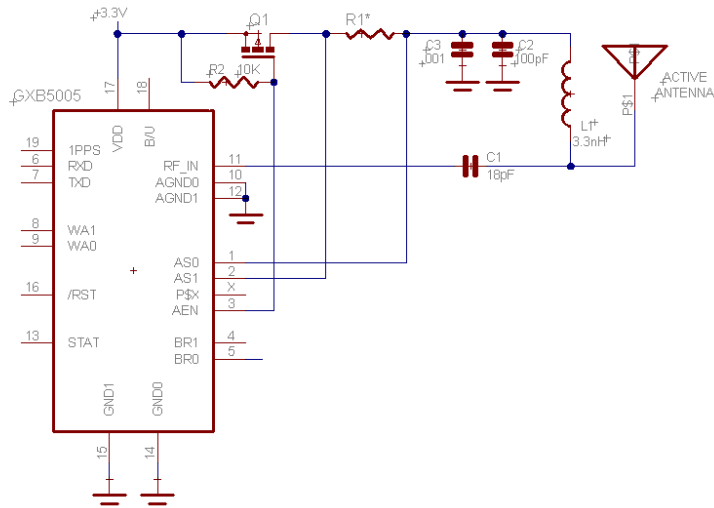 +3.3V
Q1
R1*
C3
.001
C2
100pF
R2
10K
GXB5005
17
18
VDD
B/U
P$1
ACTIVE
ANTENNA
L1
3.3nH
C1
18pF
19
1PPS
6
RXD
7
TXD
RF_IN
11
AGND0
10
AGND1
12
8
WA1
9
WA0
AS0
1
AS1
2
P$X
X
AEN
3
16
/RST
13
STAT
BR1
4
BR0
5
GND1
GND0
15
14